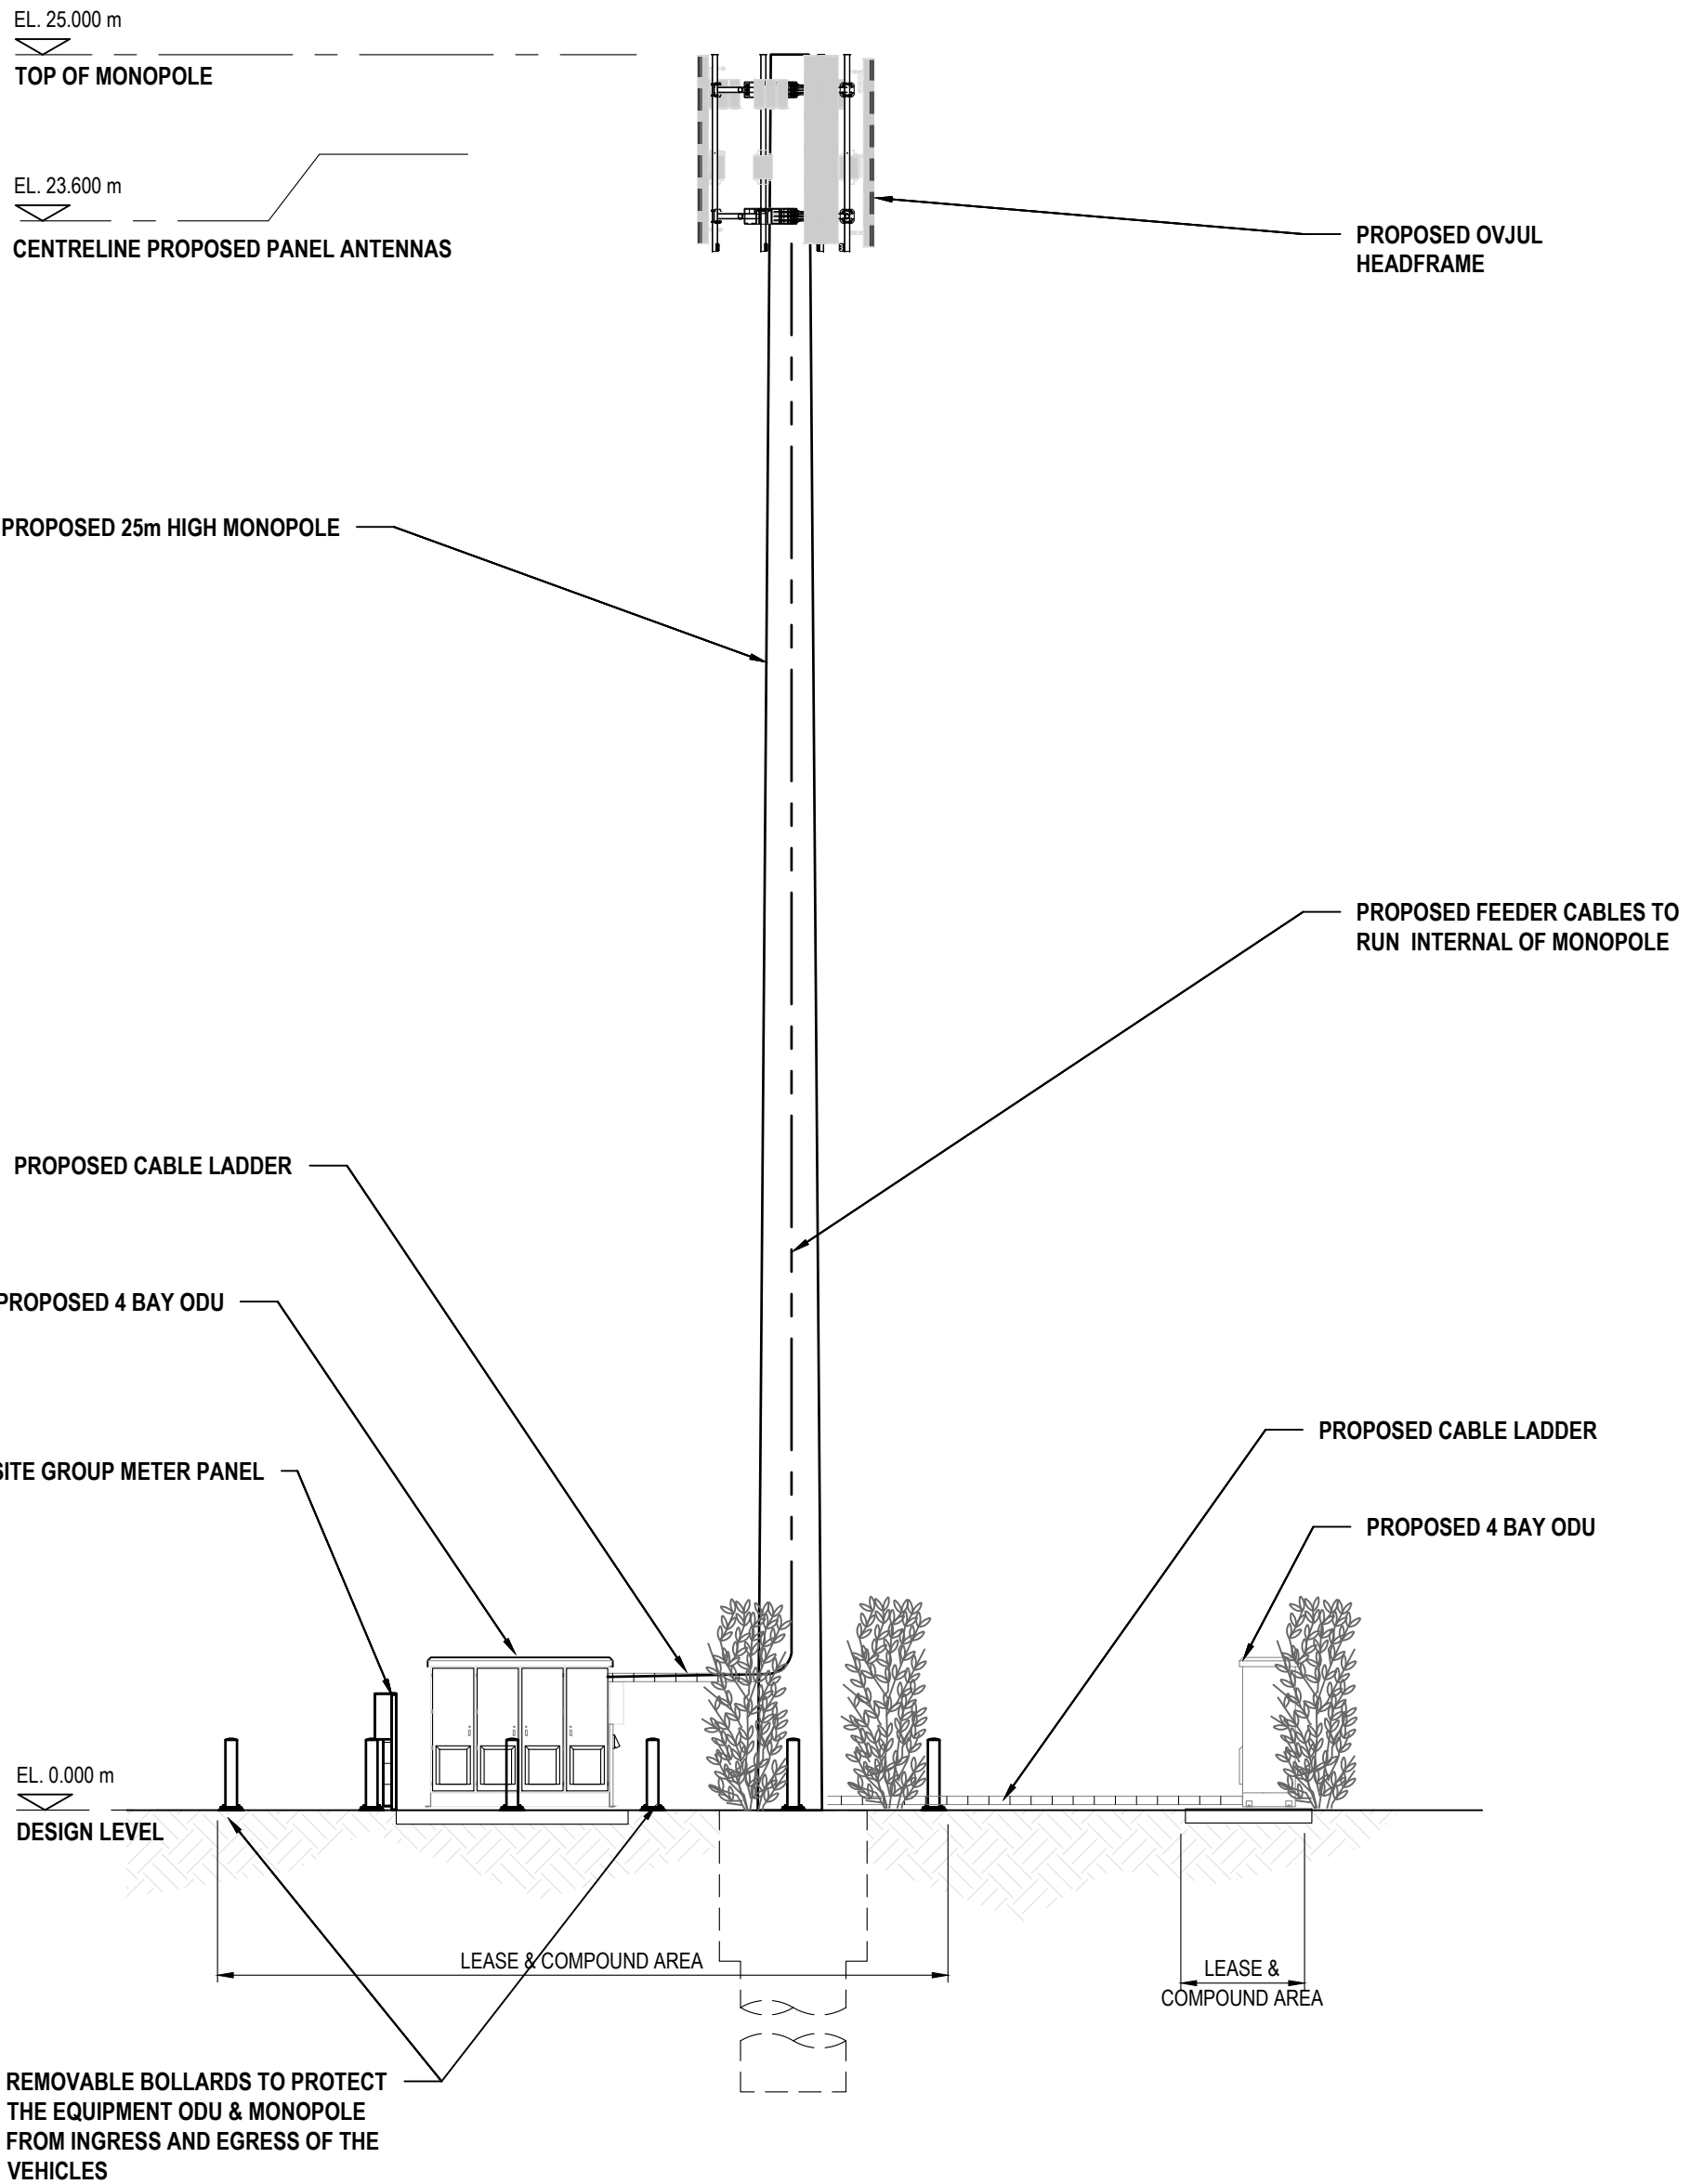 EL. 25.000 m
TOP OF MONOPOLE
EL. 23.600 m
CENTRELINE PROPOSED PANEL ANTENNAS
PROPOSED OVJUL
HEADFRAME
PROPOSED 25m HIGH MONOPOLE
PROPOSED FEEDER CABLES TO
RUN INTERNAL OF MONOPOLE
PROPOSED CABLE LADDER
PROPOSED 4 BAY ODU
PROPOSED CABLE LADDER
SITE GROUP METER PANEL
PROPOSED 4 BAY ODU
EL. 0.000 m
DESIGN LEVEL
LEASE & COMPOUND AREA
LEASE &
COMPOUND AREA
REMOVABLE BOLLARDS TO PROTECT
THE EQUIPMENT ODU & MONOPOLE
FROM INGRESS AND EGRESS OF THE
VEHICLES